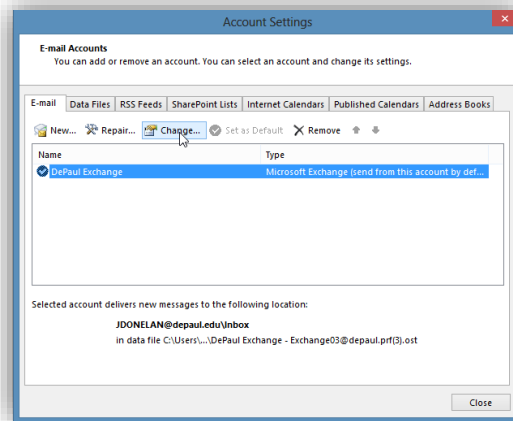 Account Settings
E-mail Accounts
You can add or remove an account. You can select an account and change its settings.
E-mail Data Files RSS Feeds SharePoint Lists Internet Calendars Published Calendars Address Books
New... Repair... Change... Set as Default Remove
Name Type
DePaul Exchange Microsoft Exchange (send from this account by def...
Selected account delivers new messages to the following location:
JDONELAN@depaul.edu\Inbox
in data file C:\Users\...\DePaul Exchange - Exchange03@depaul.prf(3).ost
Close